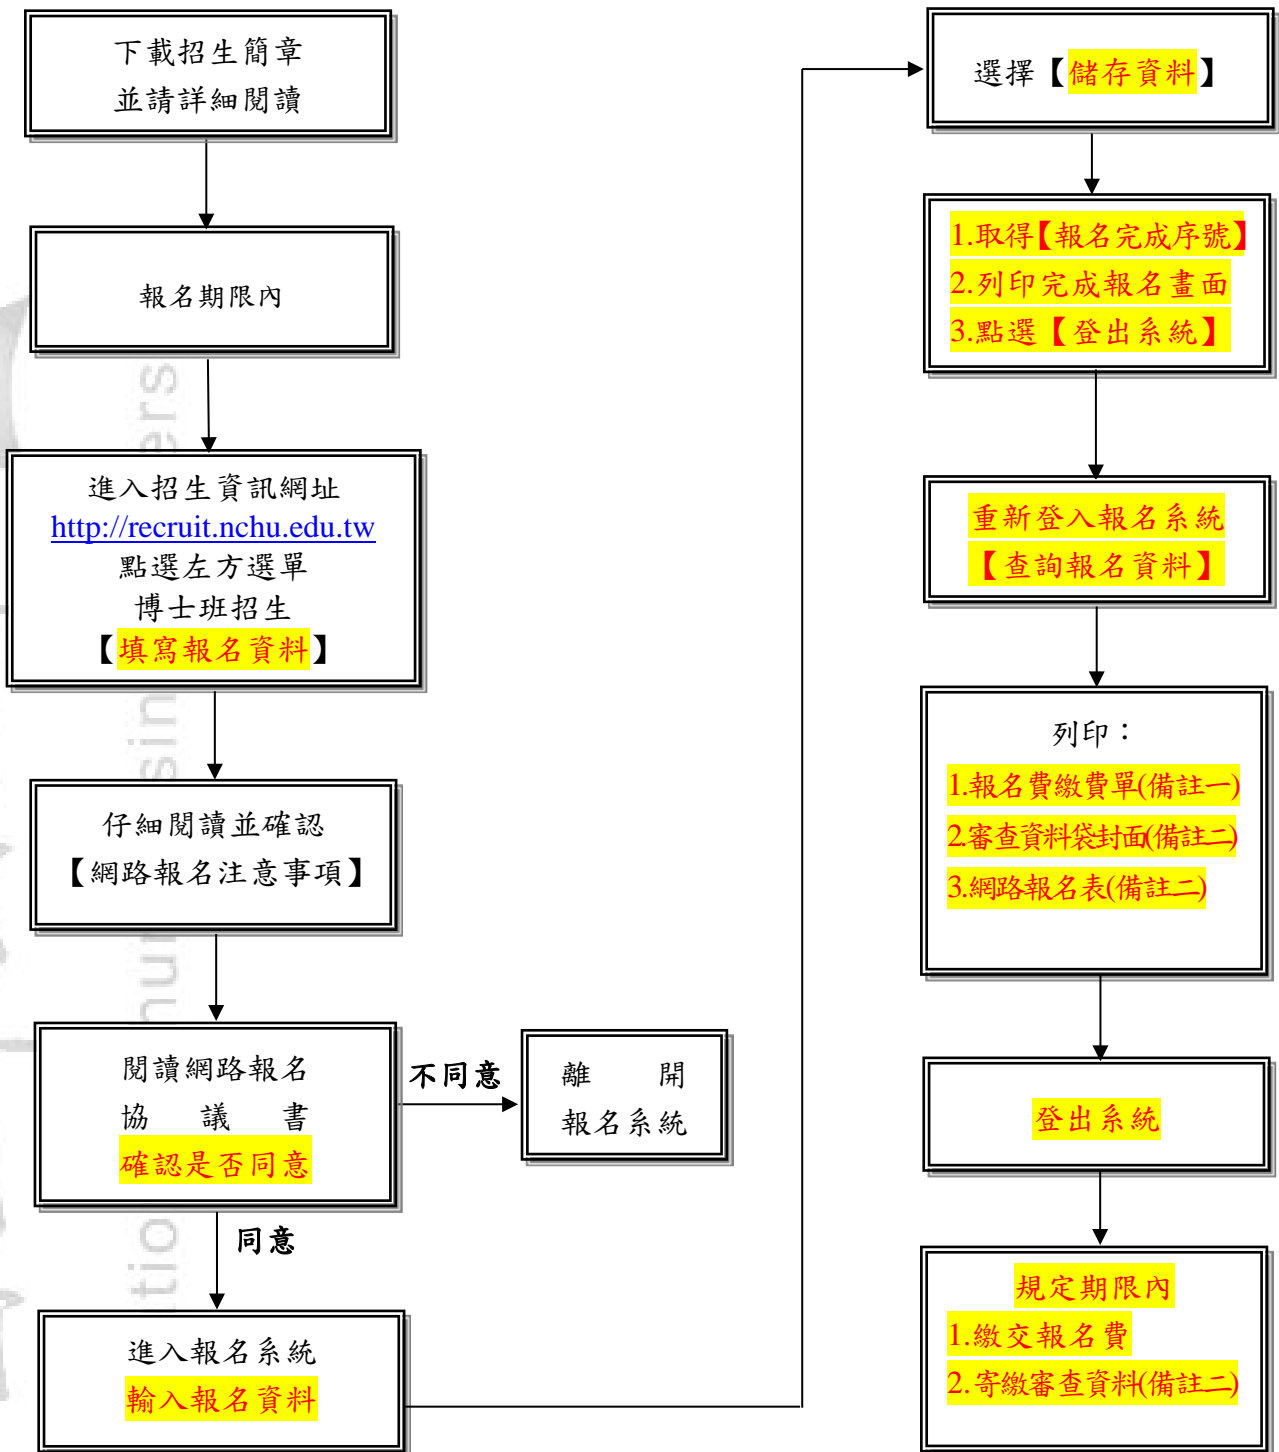 下載招生簡章
並請詳細閱讀
報名期限內
進入招生資訊網址
http://recruit.nchu.edu.tw
點選左方選單
博士班招生
【填寫報名資料】
仔細閱讀並確認
【網路報名注意事項】
閱讀網路報名
協 議 書
確認是否同意
不同意
離 開
報名系統
同意
進入報名系統
輸入報名資料
選擇【儲存資料】
1.取得【報名完成序號】
2.列印完成報名畫面
3.點選【登出系統】
重新登入報名系統
【查詢報名資料】
列印：
1.報名費繳費單(備註一)
2.審查資料袋封面(備註二)
3.網路報名表(備註二)
登出系統
規定期限內
1.繳交報名費
2.寄繳審查資料(備註二)